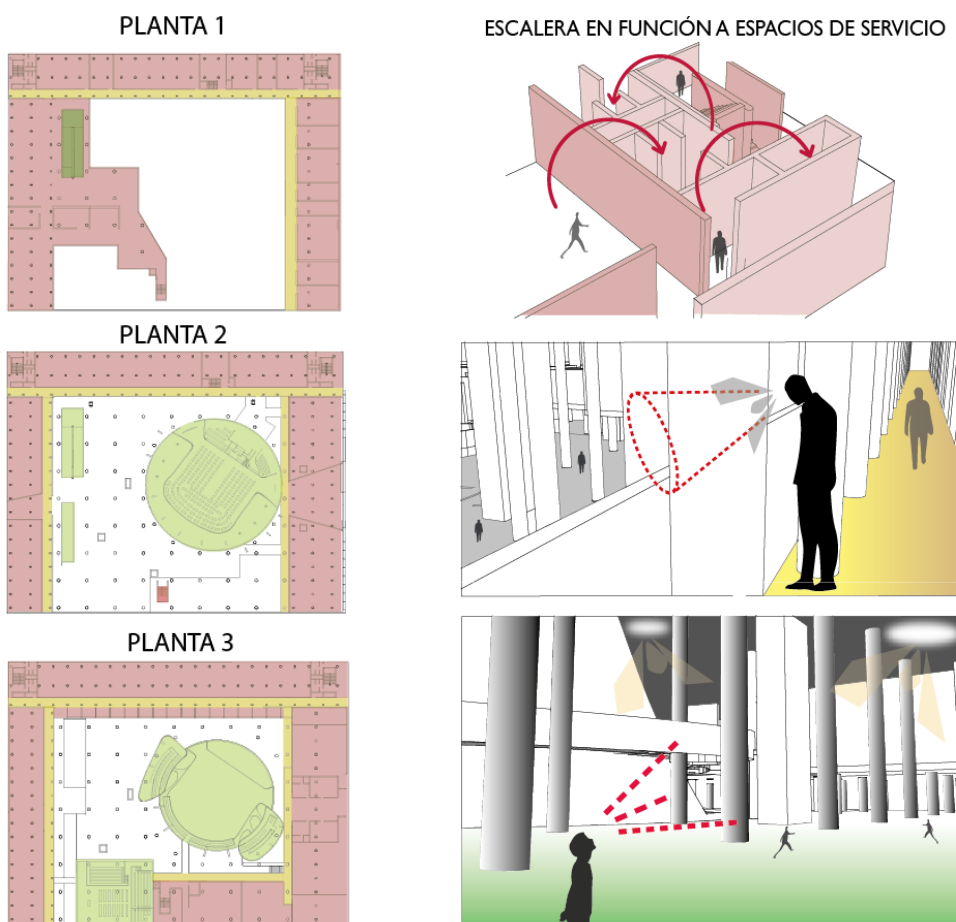 PLANTA 1
ESCALERA EN FUNCIÓN A ESPACIOS DE SERVICIO
PLANTA 2
PLANTA 3